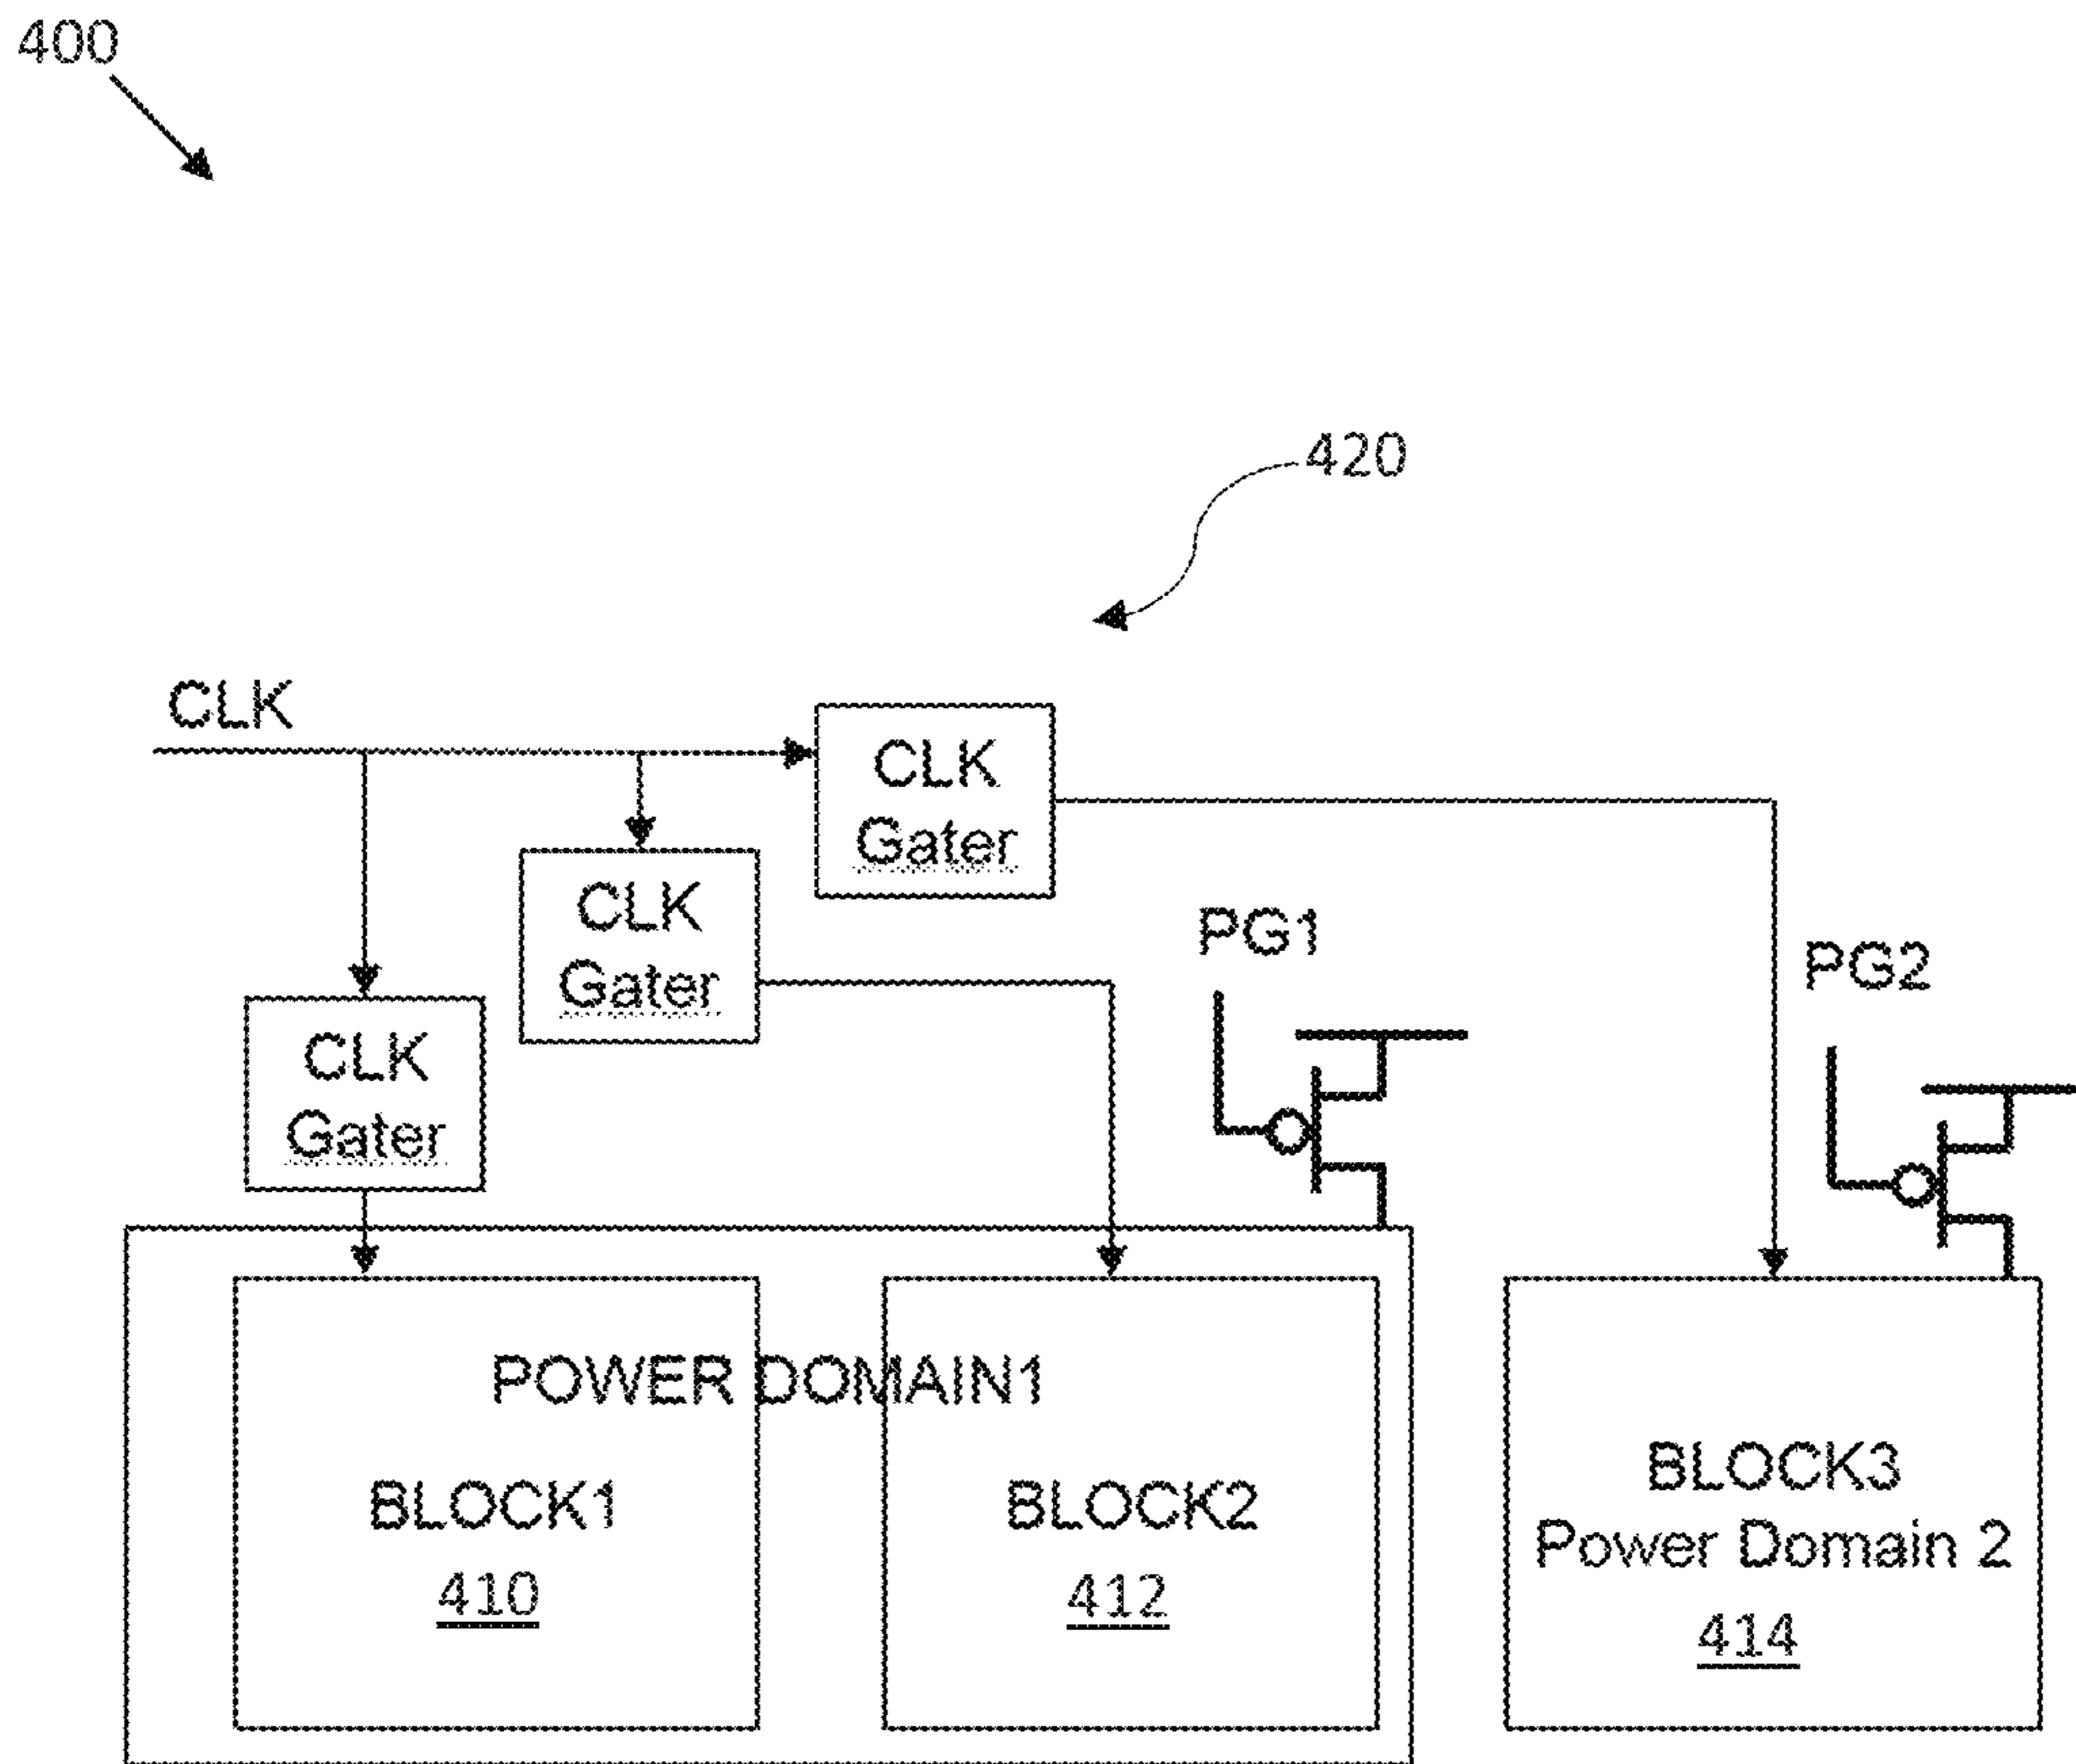 400
420
CLK
CLK
Gater
CLK
Gater
CLK
Gater
PG1
PG2
POWER DOMAIN1
BLOCK1
410
BLOCK2
412
BLOCK3
Power Domain 2
414